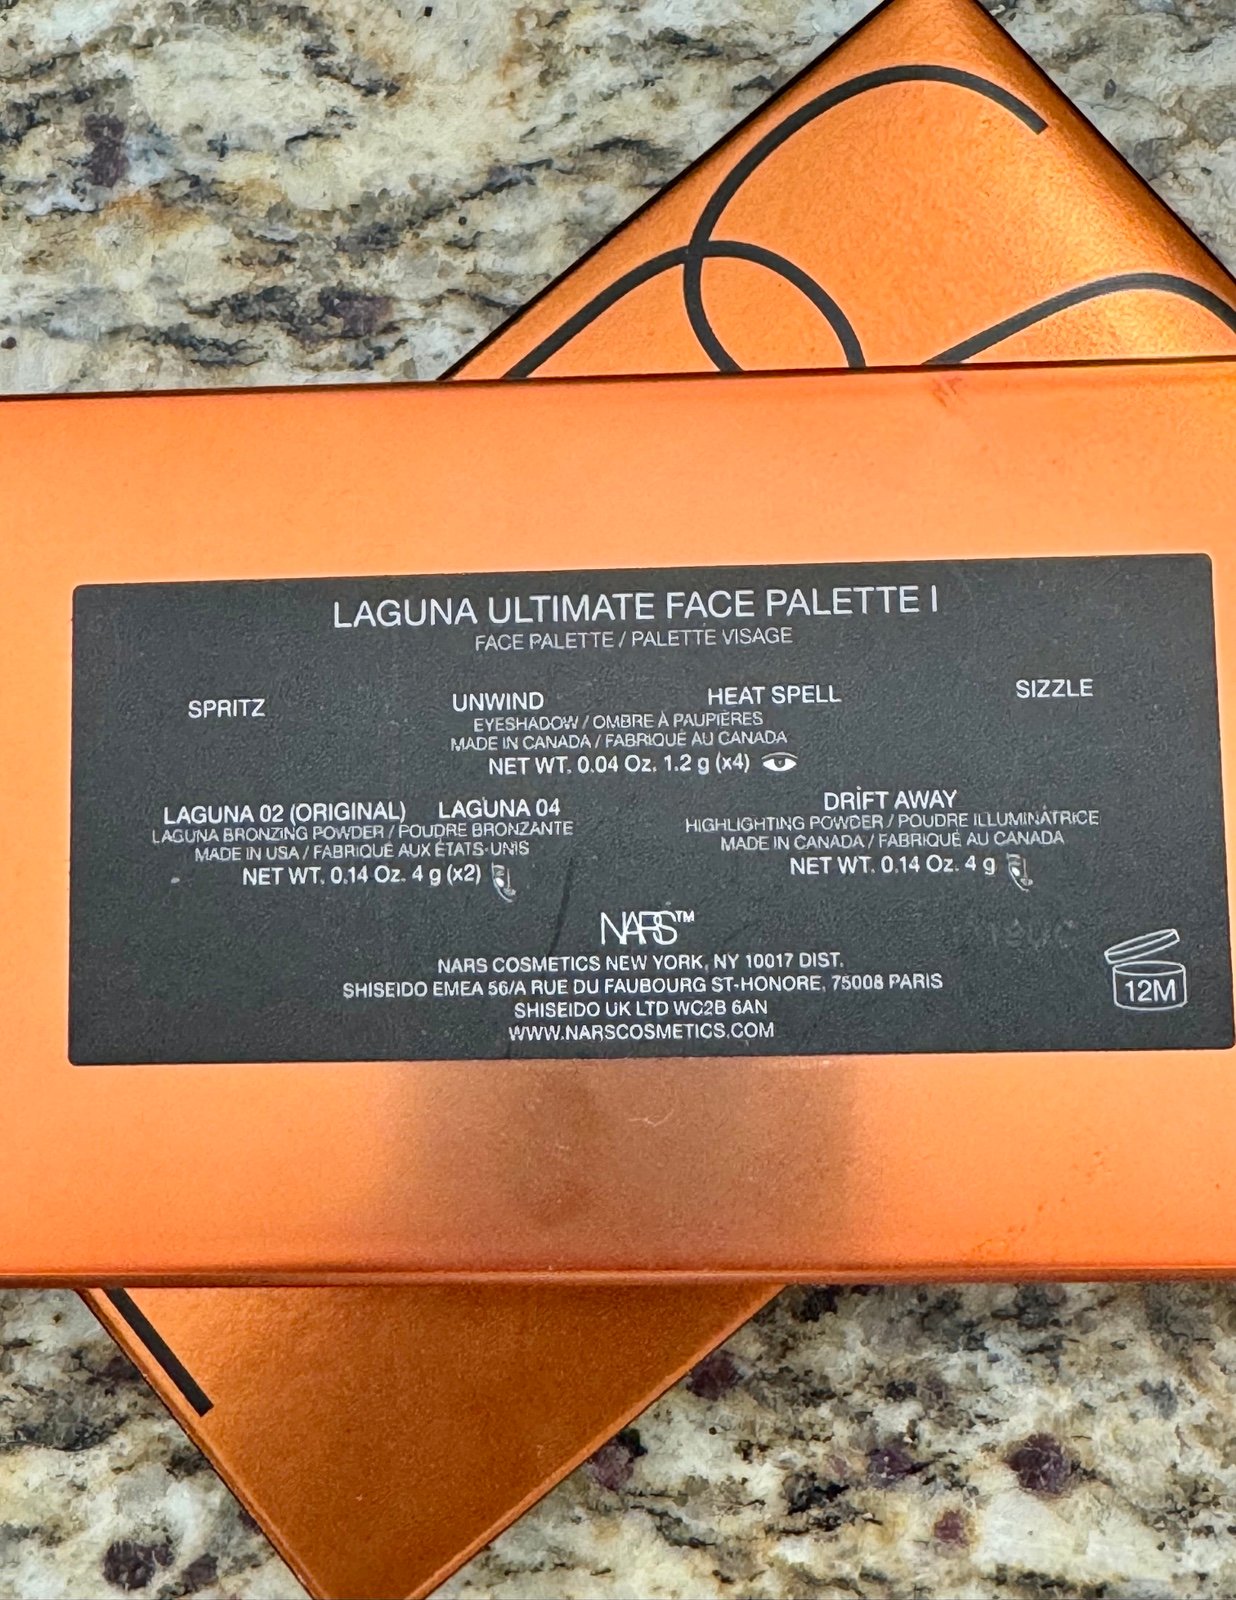 LAGUNA ULTIMATE FACE PALETTE I
FACE PALETTE / PALETTE VISAGE
SPRITZ UNWIND HEAT SPELL SIZZLE
EYESHADOW / OMBRE À PAUPIÈRES
MADE IN CANADA / FABRIQUÉ AU CANADA
NET WT. 0.04 Oz. 1.2 g (x4)
LAGUNA 02 (ORIGINAL) LAGUNA 04
LAGUNA BRONZING POWDER / POUDRE BRONZANTE
MADE IN USA / FABRIQUÉ AUX ÉTATS-UNIS
NET WT. 0.14 Oz. 4 g (x2)
DRIFT AWAY
HIGHLIGHTING POWDER / POUDRE ILLUMINATRICE
MADE IN CANADA / FABRIQUÉ AU CANADA
NET WT. 0.14 Oz. 4 g
NARS™
NARS COSMETICS NEW YORK, NY 10017 DIST.
SHISEIDO EMEA 56/A RUE DU FAUBOURG ST-HONORE, 75008 PARIS
SHISEIDO UK LTD WC2B 6AN
WWW.NARSCOSMETICS.COM
12M